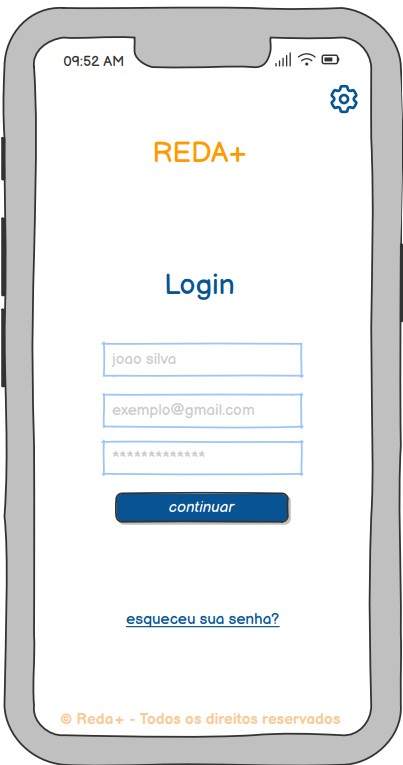 09:52 AM
REDA+
Login
joao silva
exemplo@gmail.com
*************
continuar
esqueceu sua senha?
© Reda+ - Todos os direitos reservados